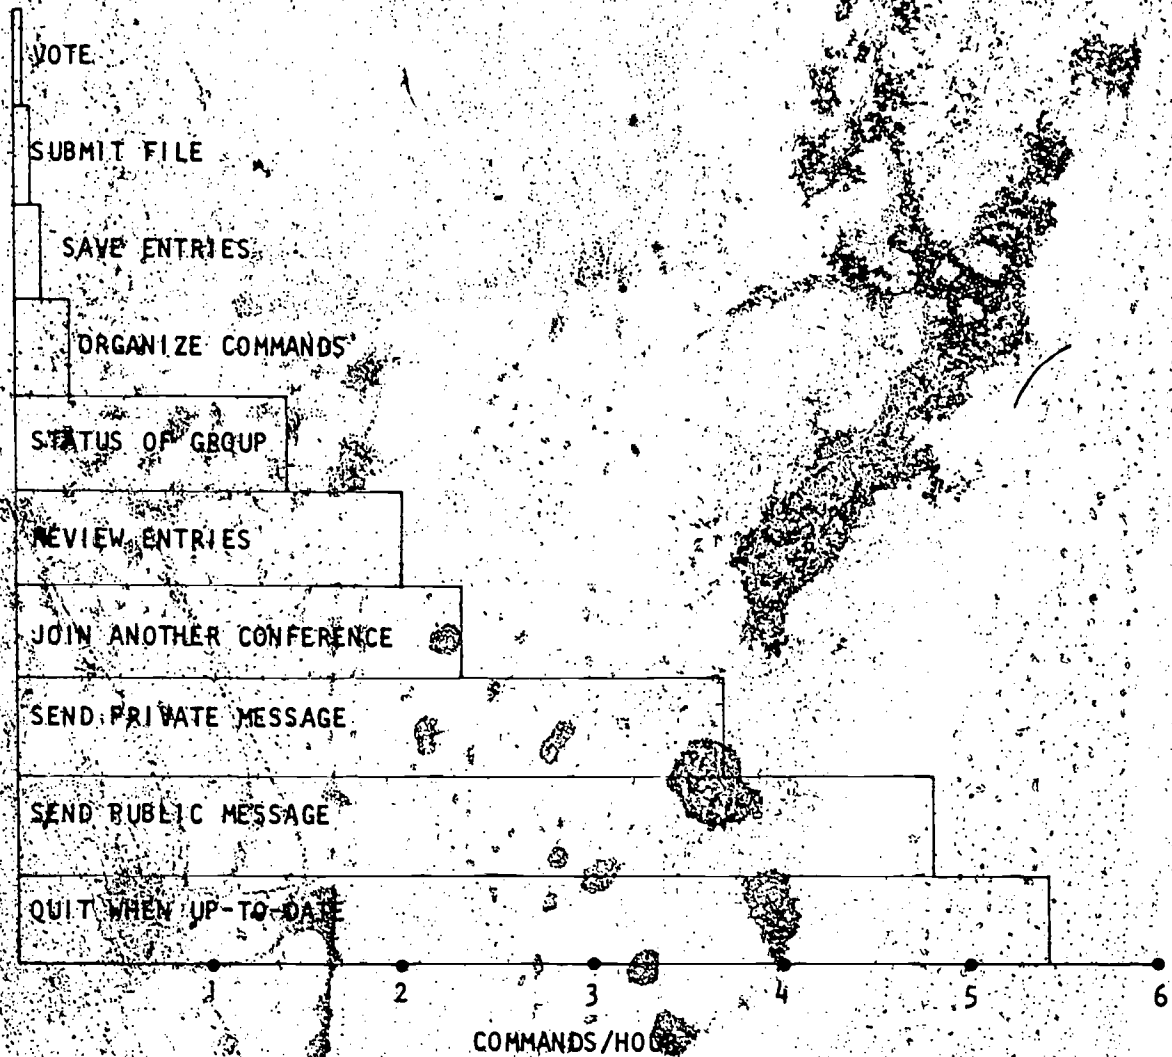 VOTE
SUBMIT FILE
SAVE ENTRIES
ORGANIZE COMMANDS
STATUS OF GROUP
REVIEW ENTRIES
JOIN ANOTHER CONFERENCE
SEND PRIVATE MESSAGE
SEND PUBLIC MESSAGE
QUIT WHEN UP-TO-DATE
1 2 3 4 5 6
COMMANDS/HOUR